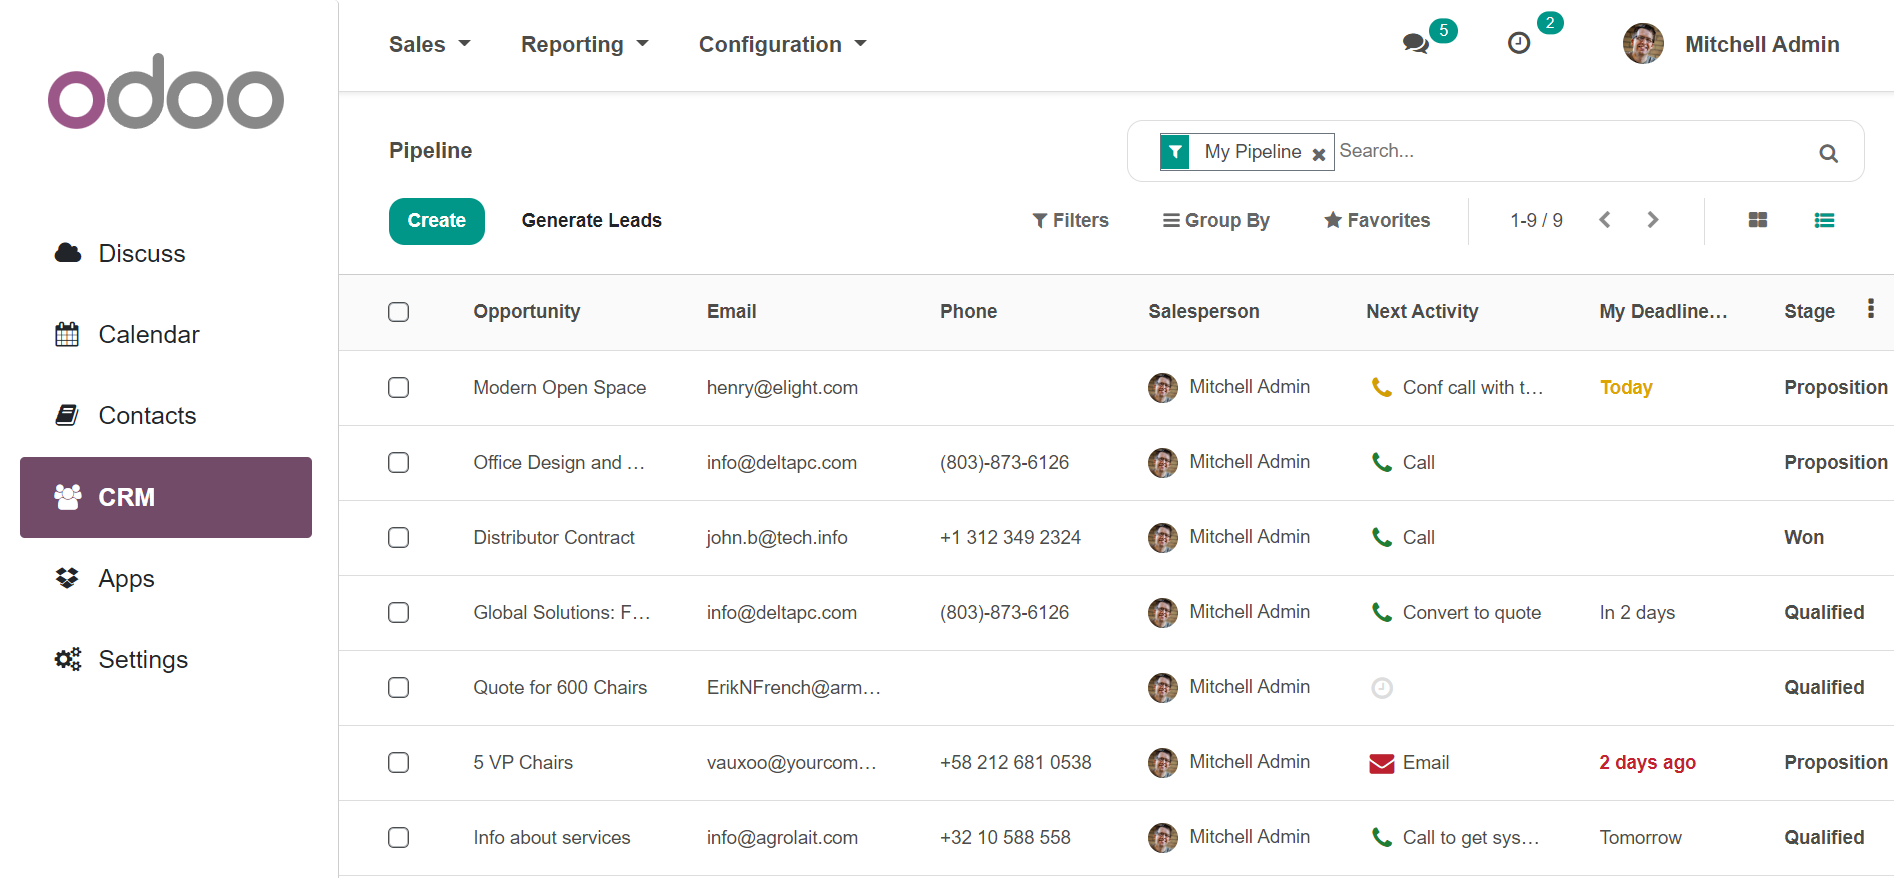 odoo
Discuss
Calendar
Contacts
CRM
Apps
Settings
Sales Reporting Configuration 5 2 Mitchell Admin
Pipeline My Pipeline Search...
Create Generate Leads Filters Group By Favorites 1-9 / 9
Opportunity Email Phone Salesperson Next Activity My Deadline... Stage
Modern Open Space henry@elight.com Mitchell Admin Conf call with t... Today Proposition
Office Design and ... info@deltapc.com (803)-873-6126 Mitchell Admin Call Proposition
Distributor Contract john.b@tech.info +1 312 349 2324 Mitchell Admin Call Won
Global Solutions: F... info@deltapc.com (803)-873-6126 Mitchell Admin Convert to quote In 2 days Qualified
Quote for 600 Chairs ErikNFrench@arm... Mitchell Admin Qualified
5 VP Chairs vauxoo@yourcom... +58 212 681 0538 Mitchell Admin Email 2 days ago Proposition
Info about services info@agrolait.com +32 10 588 558 Mitchell Admin Call to get sys... Tomorrow Qualified